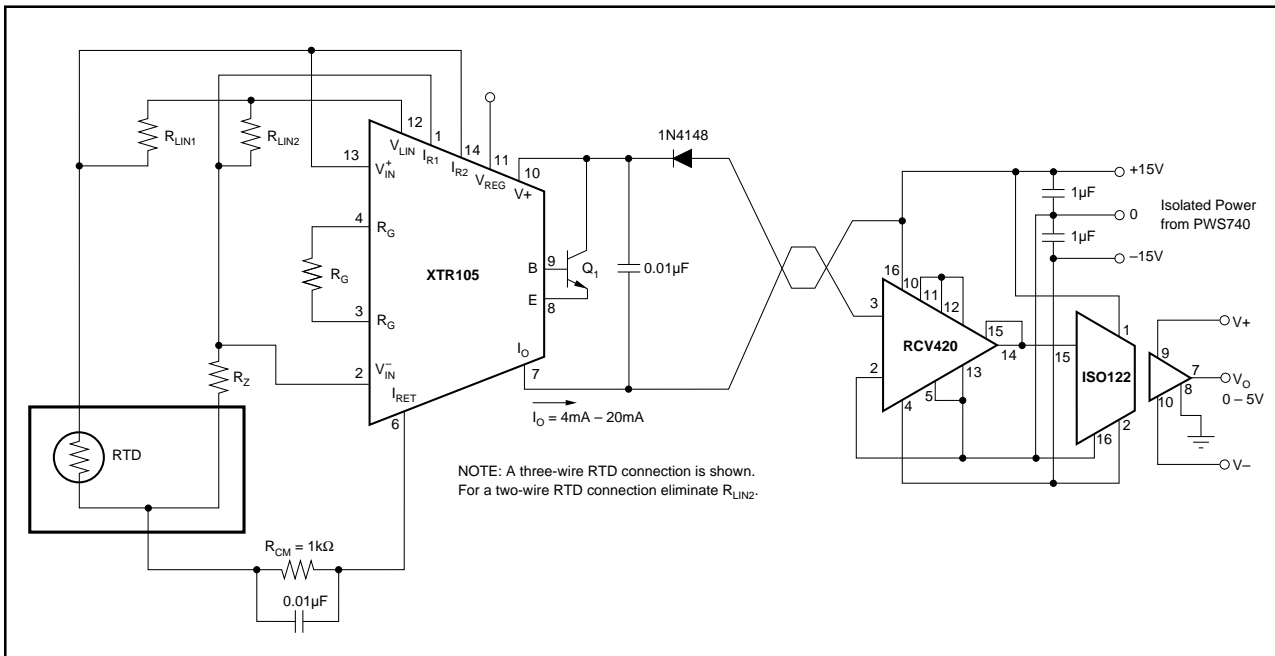 12
1
14
11
10
13
4
3
2
6
9
8
7
R_LIN1
R_LIN2
V_IN^+
V_LIN
I_R1
I_R2
V_REG
V+
R_G
R_G
R_G
XTR105
B
E
Q_1
0.01µF
1N4148
I_O
I_O = 4mA – 20mA
V_IN^–
I_RET
R_Z
RTD
R_CM = 1kΩ
0.01µF
NOTE: A three-wire RTD connection is shown.
For a two-wire RTD connection eliminate R_LIN2.
16
10
11
12
3
15
RCV420
14
2
13
5
4
+15V
1µF
0
1µF
–15V
Isolated Power
from PWS740
1
15
ISO122
9
7
8
10
2
16
V+
V_O
0 – 5V
V–